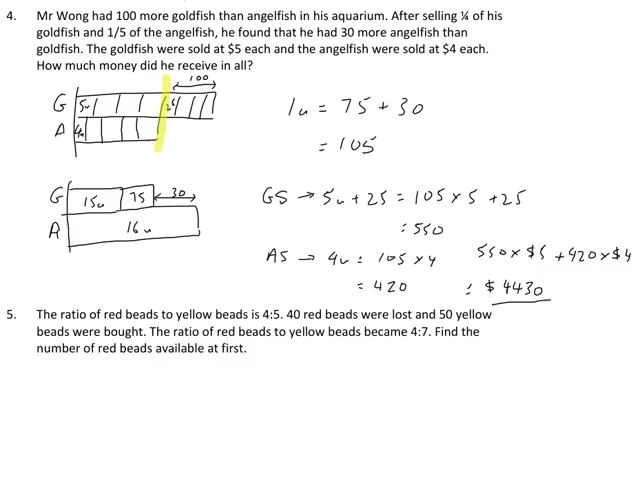 4. Mr Wong had 100 more goldfish than angelfish in his aquarium. After selling ¼ of his
goldfish and 1/5 of the angelfish, he found that he had 30 more angelfish than
goldfish. The goldfish were sold at $5 each and the angelfish were sold at $4 each.
How much money did he receive in all?
100
G 5u 25
A 4u
1u = 75 + 30
= 105
G 15u 75 30
A 16u
GS → 5u + 25 = 105 × 5 + 25
= 550
AS → 4u = 105 × 4
= 420
550 × $5 + 420 × $4
= $4430
5. The ratio of red beads to yellow beads is 4:5. 40 red beads were lost and 50 yellow
beads were bought. The ratio of red beads to yellow beads became 4:7. Find the
number of red beads available at first.